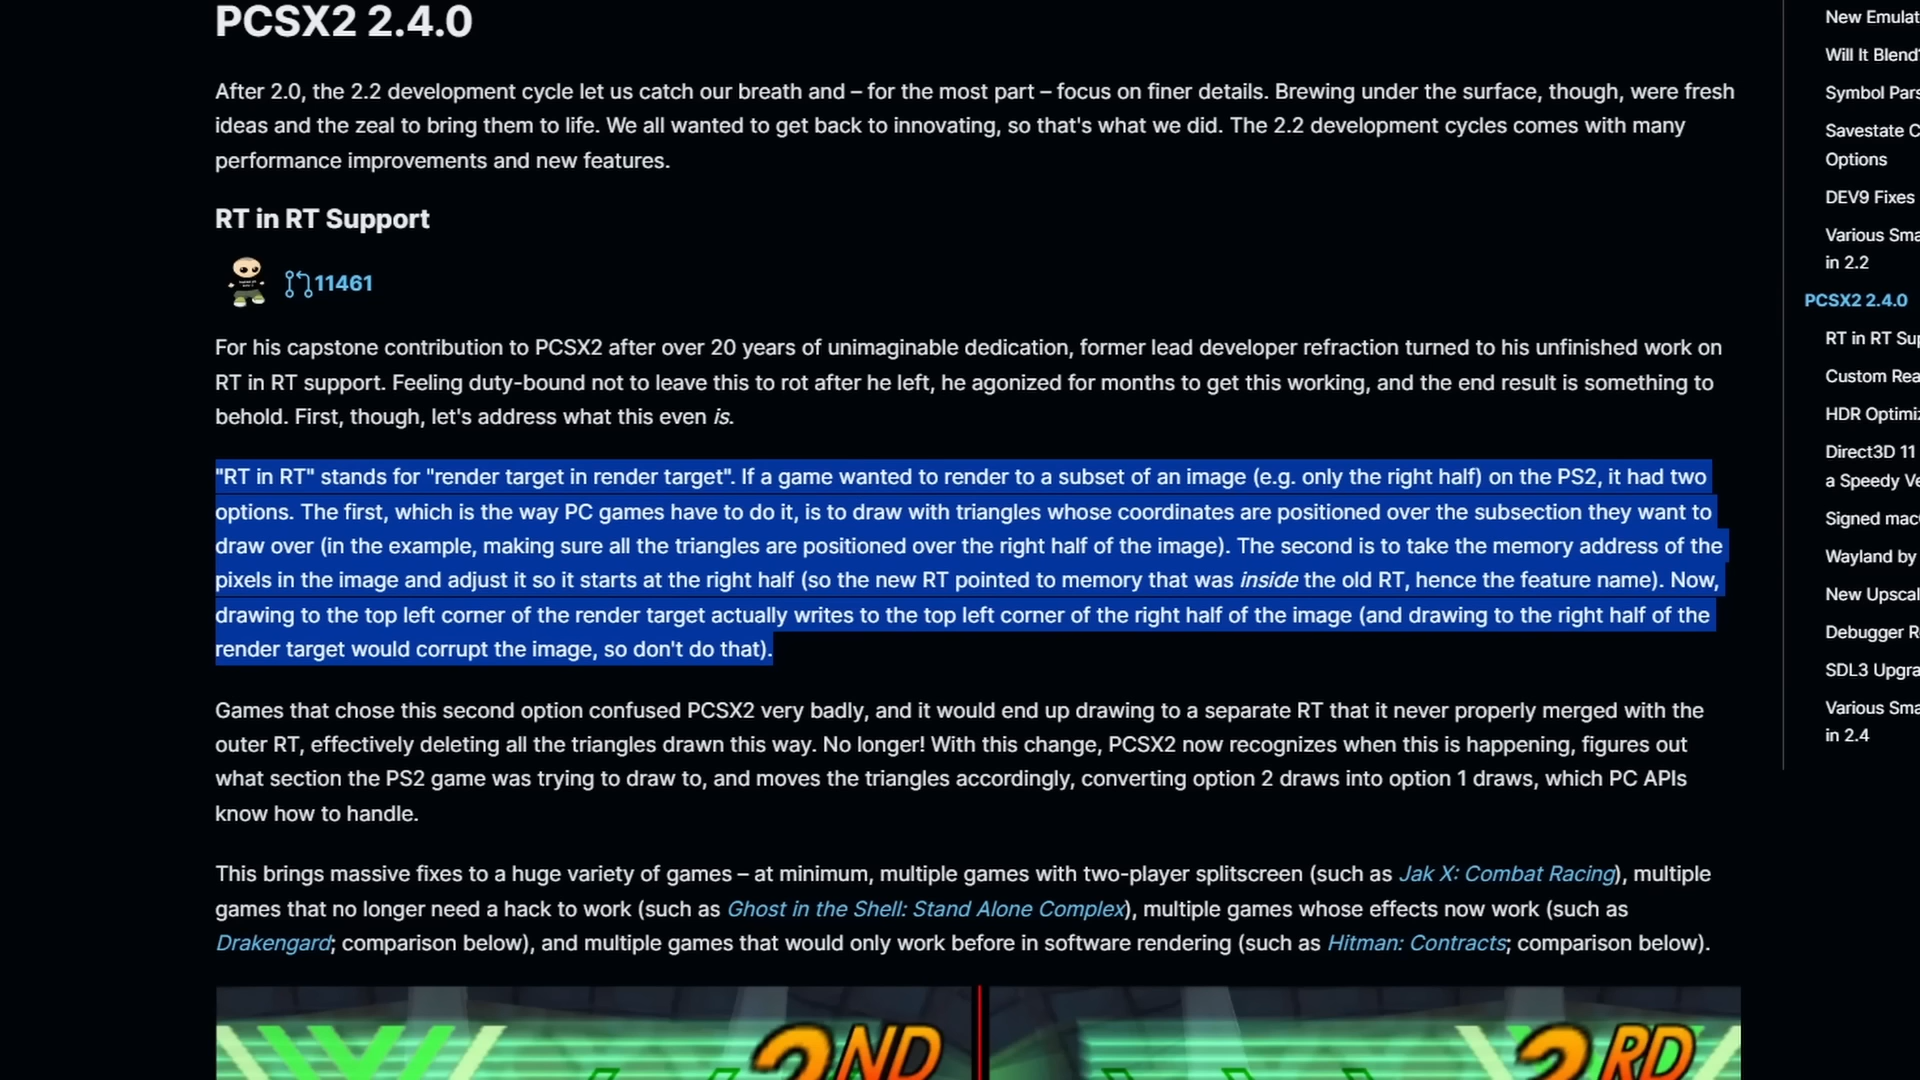 PCSX2 2.4.0
After 2.0, the 2.2 development cycle let us catch our breath and – for the most part – focus on finer details. Brewing under the surface, though, were fresh
ideas and the zeal to bring them to life. We all wanted to get back to innovating, so that's what we did. The 2.2 development cycles comes with many
performance improvements and new features.
RT in RT Support
11461
For his capstone contribution to PCSX2 after over 20 years of unimaginable dedication, former lead developer refraction turned to his unfinished work on
RT in RT support. Feeling duty-bound not to leave this to rot after he left, he agonized for months to get this working, and the end result is something to
behold. First, though, let's address what this even is.
"RT in RT" stands for "render target in render target". If a game wanted to render to a subset of an image (e.g. only the right half) on the PS2, it had two
options. The first, which is the way PC games have to do it, is to draw with triangles whose coordinates are positioned over the subsection they want to
draw over (in the example, making sure all the triangles are positioned over the right half of the image). The second is to take the memory address of the
pixels in the image and adjust it so it starts at the right half (so the new RT pointed to memory that was inside the old RT, hence the feature name). Now,
drawing to the top left corner of the render target actually writes to the top left corner of the right half of the image (and drawing to the right half of the
render target would corrupt the image, so don't do that).
Games that chose this second option confused PCSX2 very badly, and it would end up drawing to a separate RT that it never properly merged with the
outer RT, effectively deleting all the triangles drawn this way. No longer! With this change, PCSX2 now recognizes when this is happening, figures out
what section the PS2 game was trying to draw to, and moves the triangles accordingly, converting option 2 draws into option 1 draws, which PC APIs
know how to handle.
This brings massive fixes to a huge variety of games – at minimum, multiple games with two-player splitscreen (such as Jak X: Combat Racing), multiple
games that no longer need a hack to work (such as Ghost in the Shell: Stand Alone Complex), multiple games whose effects now work (such as
Drakengard; comparison below), and multiple games that would only work before in software rendering (such as Hitman: Contracts; comparison below).
2ND
3RD
New Emulat
Will It Blend?
Symbol Pars
Savestate C
Options
DEV9 Fixes
Various Sma
in 2.2
PCSX2 2.4.0
RT in RT Sup
Custom Rea
HDR Optimiz
Direct3D 11
a Speedy Ve
Signed mac
Wayland by
New Upscal
Debugger R
SDL3 Upgra
Various Sma
in 2.4